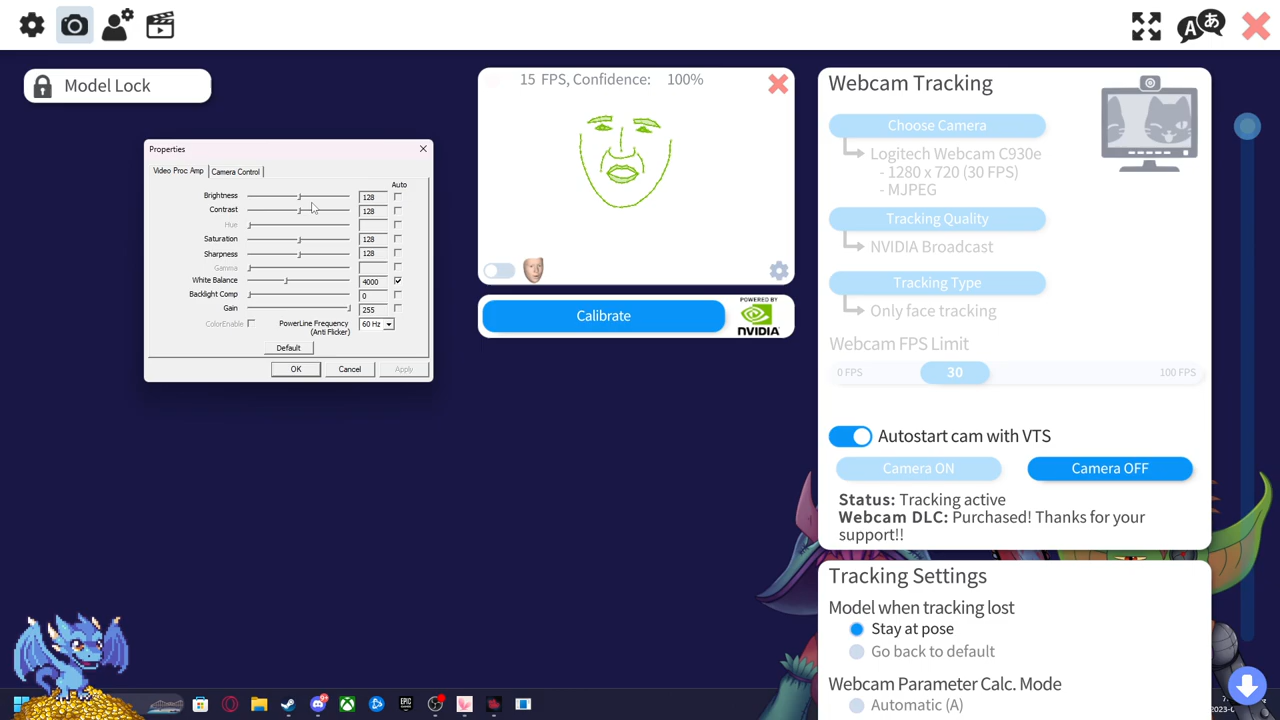 Model Lock
15 FPS, Confidence: 100%
Calibrate
POWERED BY
NVIDIA
Properties
Video Proc Amp
Camera Control
Auto
Brightness 128
Contrast 128
Hue
Saturation 128
Sharpness 128
Gamma
White Balance 4000
Backlight Comp 0
Gain 255
ColorEnable
PowerLine Frequency
(Anti Flicker)
60 Hz
Default
OK
Cancel
Apply
Webcam Tracking
Choose Camera
Logitech Webcam C930e
- 1280 x 720 (30 FPS)
- MJPEG
Tracking Quality
NVIDIA Broadcast
Tracking Type
Only face tracking
Webcam FPS Limit
0 FPS
30
100 FPS
Autostart cam with VTS
Camera ON
Camera OFF
Status: Tracking active
Webcam DLC: Purchased! Thanks for your
support!!
Tracking Settings
Model when tracking lost
Stay at pose
Go back to default
Webcam Parameter Calc. Mode
Automatic (A)
A あ
EPIC